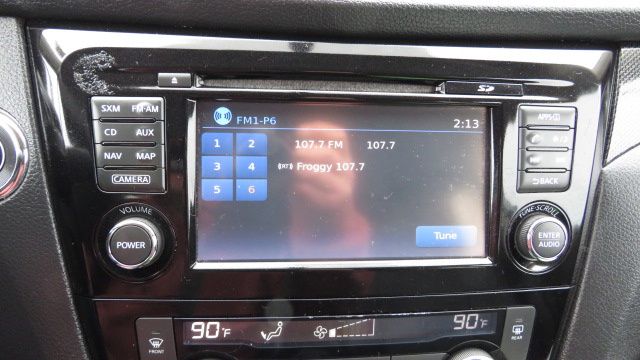 SXM FM·AM
CD AUX
NAV MAP
CAMERA
VOLUME
POWER
SD
FM1-P6
2:13
1 2 107.7 FM 107.7
3 4 Froggy 107.7
5 6
Tune
APPS
BACK
TUNE·SCROLL
ENTER
AUDIO
90°F
90°F
FRONT
REAR